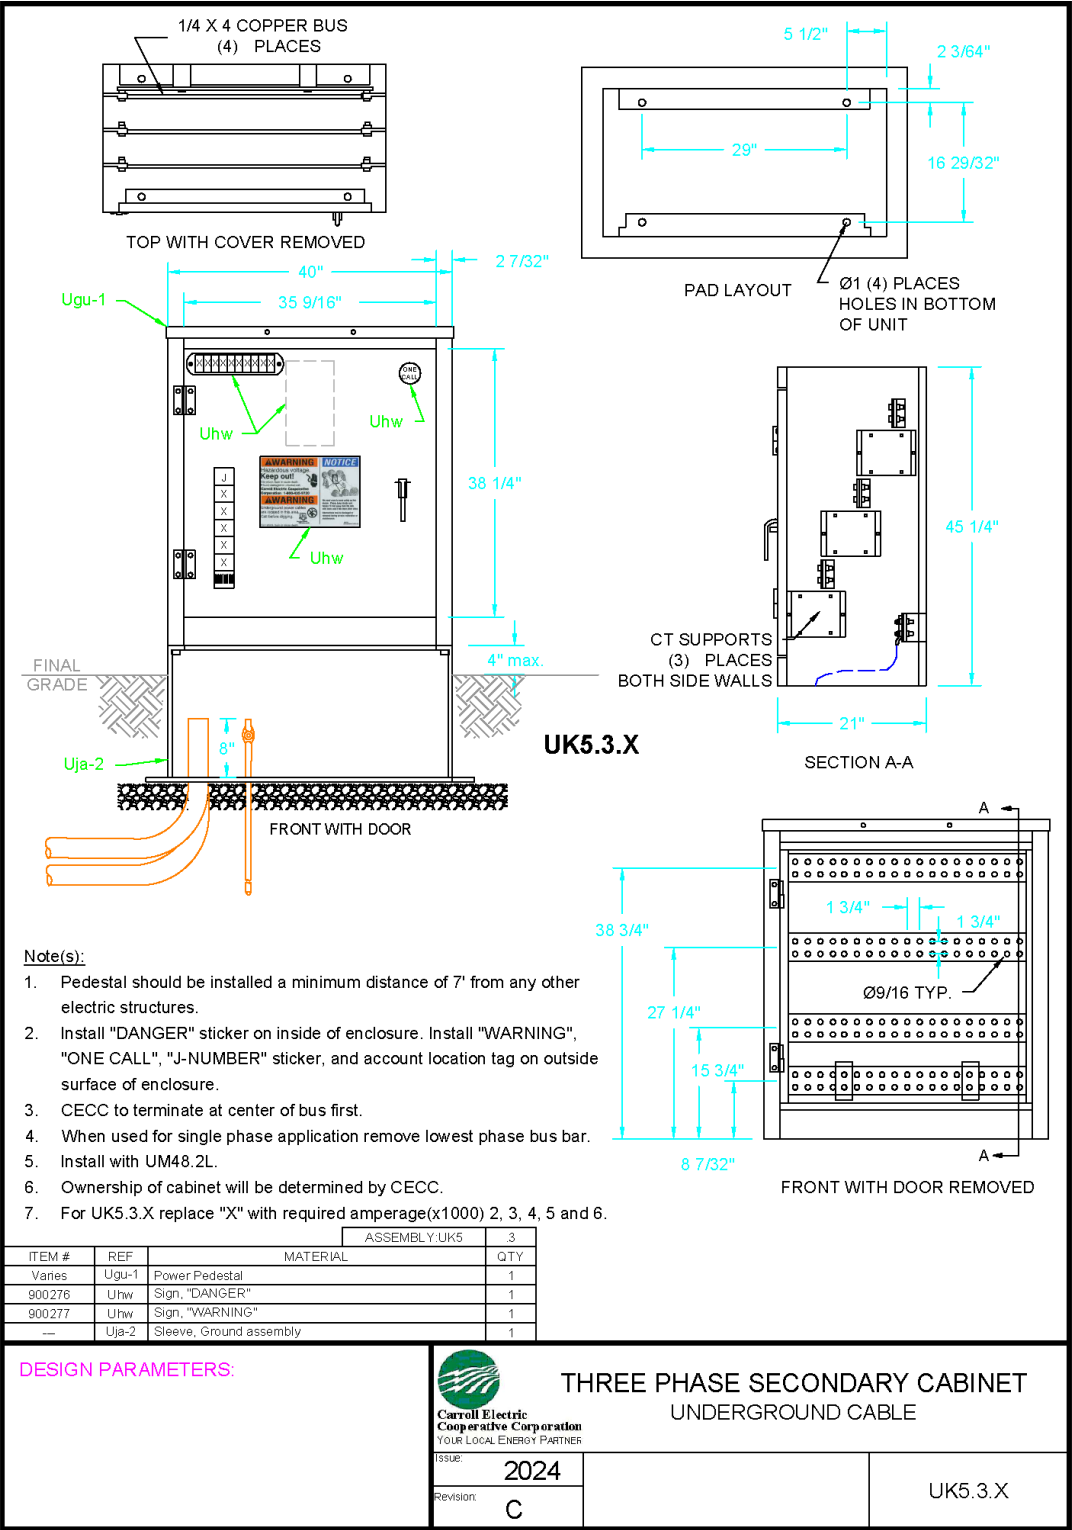 1/4 X 4 COPPER BUS
(4) PLACES
TOP WITH COVER REMOVED
5 1/2"
2 3/64"
29"
16 29/32"
PAD LAYOUT
Ø1 (4) PLACES
HOLES IN BOTTOM
OF UNIT
40"
2 7/32"
35 9/16"
Ugu-1
X X X X X X X X X X
ONE
CALL
Uhw
Uhw
J
X
X
X
X
X
WARNING
NOTICE
Hazardous voltage.
Keep out!
WARNING
Uhw
38 1/4"
4" max.
FINAL
GRADE
8"
Uja-2
FRONT WITH DOOR
UK5.3.X
45 1/4"
CT SUPPORTS
(3) PLACES
BOTH SIDE WALLS
21"
SECTION A-A
A
1 3/4"
1 3/4"
38 3/4"
Ø9/16 TYP.
27 1/4"
15 3/4"
8 7/32"
A
FRONT WITH DOOR REMOVED
Note(s):
1. Pedestal should be installed a minimum distance of 7' from any other
electric structures.
2. Install "DANGER" sticker on inside of enclosure. Install "WARNING",
"ONE CALL", "J-NUMBER" sticker, and account location tag on outside
surface of enclosure.
3. CECC to terminate at center of bus first.
4. When used for single phase application remove lowest phase bus bar.
5. Install with UM48.2L.
6. Ownership of cabinet will be determined by CECC.
7. For UK5.3.X replace "X" with required amperage(x1000) 2, 3, 4, 5 and 6.
ASSEMBLY:UK5 .3
ITEM # REF MATERIAL QTY
Varies Ugu-1 Power Pedestal 1
900276 Uhw Sign, "DANGER" 1
900277 Uhw Sign, "WARNING" 1
--- Uja-2 Sleeve, Ground assembly 1
DESIGN PARAMETERS:
Carroll Electric
Cooperative Corporation
YOUR LOCAL ENERGY PARTNER
THREE PHASE SECONDARY CABINET
UNDERGROUND CABLE
Issue:
2024
Revision:
C
UK5.3.X